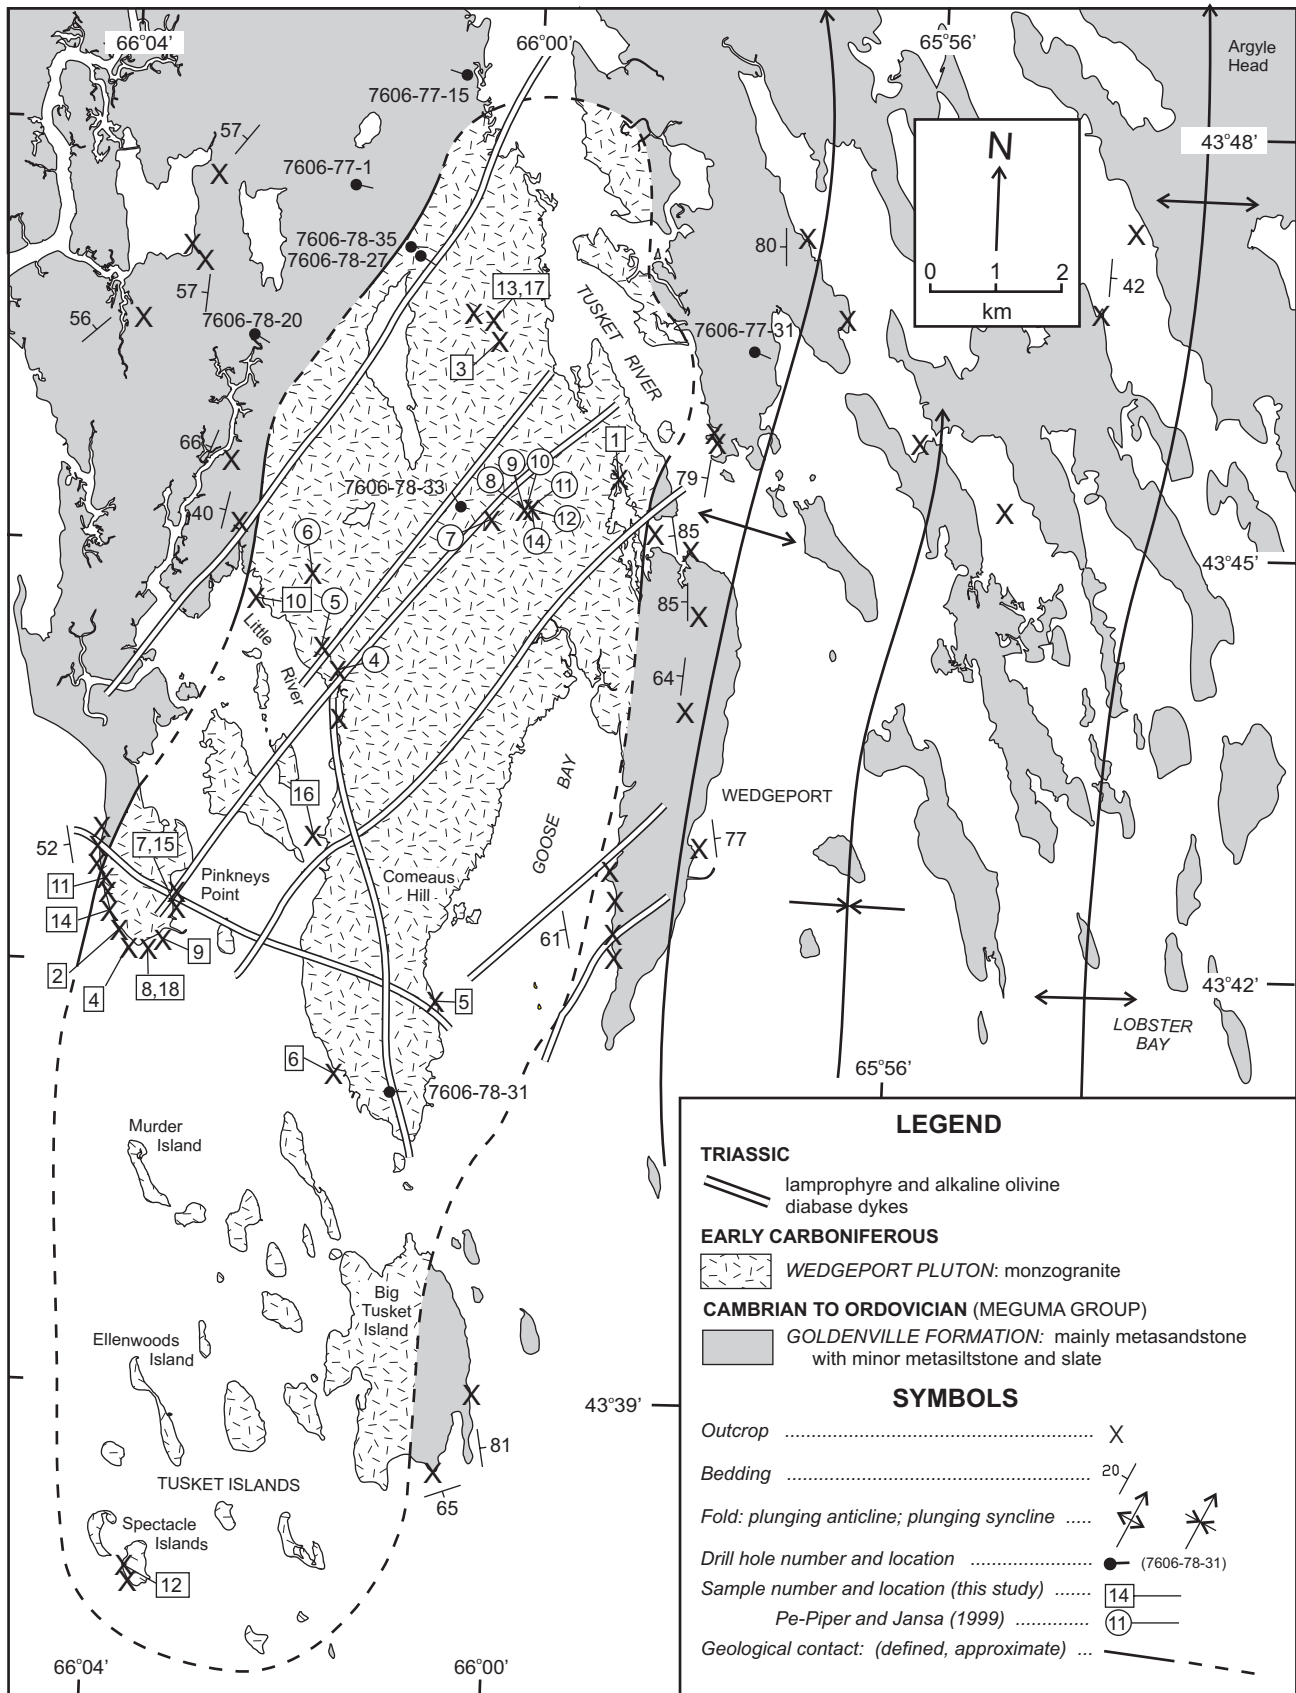 66°04’
66°00’
65°56’
Argyle
Head
7606-77-15
57
7606-77-1
N
43°48’
7606-78-35
7606-78-27
80
0 1 2
km
42
57
13,17
56
7606-78-20
TUSKET RIVER
7606-77-31
3
66
1
9
10
8
11
7606-78-33
79
40
12
7
14
85
6
43°45’
10
5
85
Little
River
4
64
16
WEDGEPORT
GOOSE BAY
52
7,15
77
Pinkneys
Point
Comeaus
Hill
11
14
61
9
2
4
8,18
5
43°42’
LOBSTER
BAY
6
65°56’
7606-78-31
Murder
Island
Big
Tusket
Island
Ellenwoods
Island
43°39’
81
TUSKET ISLANDS
65
Spectacle
Islands
12
66°04’
66°00’
LEGEND
TRIASSIC
lamprophyre and alkaline olivine
diabase dykes
EARLY CARBONIFEROUS
WEDGEPORT PLUTON: monzogranite
CAMBRIAN TO ORDOVICIAN (MEGUMA GROUP)
GOLDENVILLE FORMATION: mainly metasandstone
with minor metasiltstone and slate
SYMBOLS
Outcrop ........................................................... X
Bedding ........................................................... 20
Fold: plunging anticline; plunging syncline .....
Drill hole number and location ...................... (7606-78-31)
Sample number and location (this study) ....... 14
Pe-Piper and Jansa (1999) ............. 11
Geological contact: (defined, approximate) ...